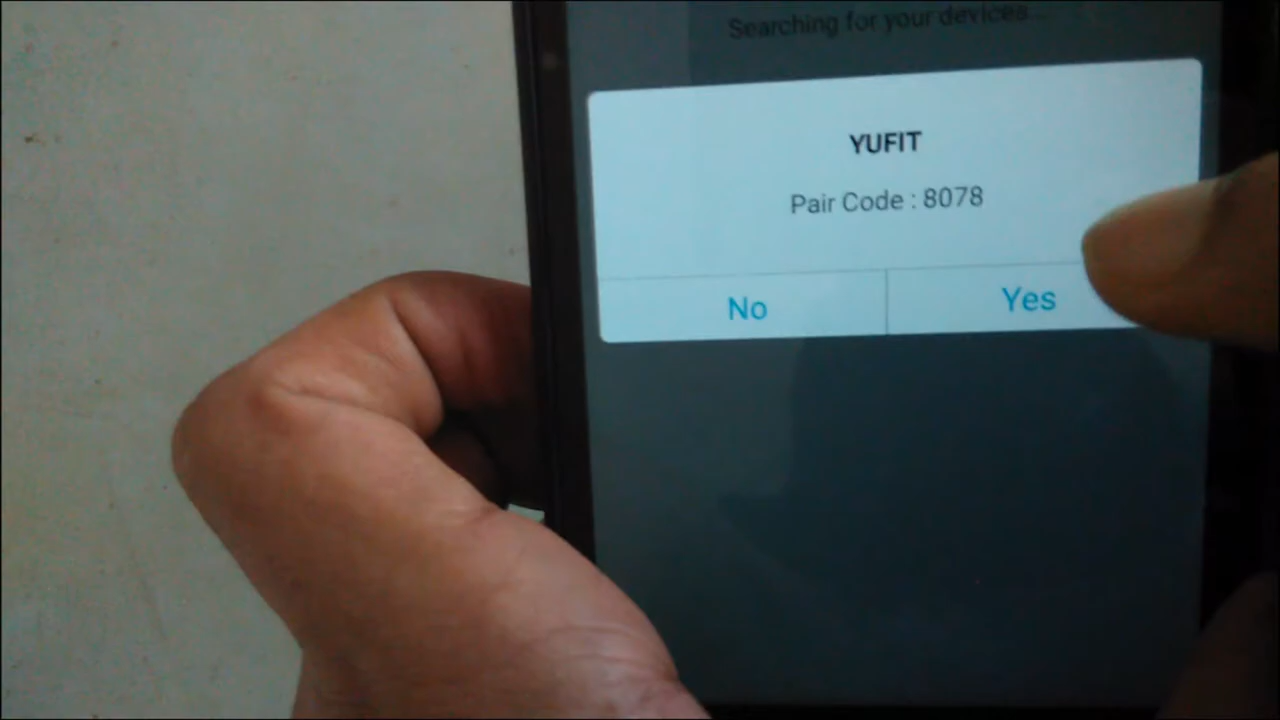 Searching for your devices...
YUFIT
Pair Code : 8078
No
Yes